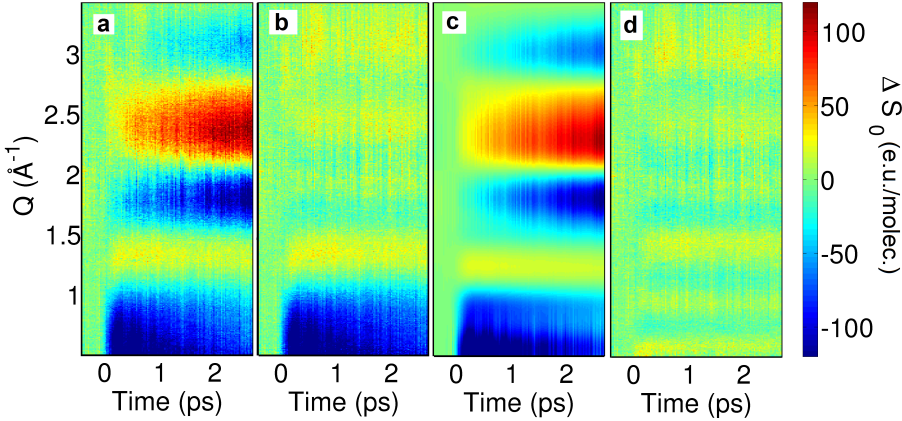 a b c d
3
2.5
2
1.5
1
Q (Å⁻¹)
0 1 2 0 1 2 0 1 2 0 1 2
Time (ps) Time (ps) Time (ps) Time (ps)
100
50
0
-50
-100
Δ S₀ (e.u./molec.)